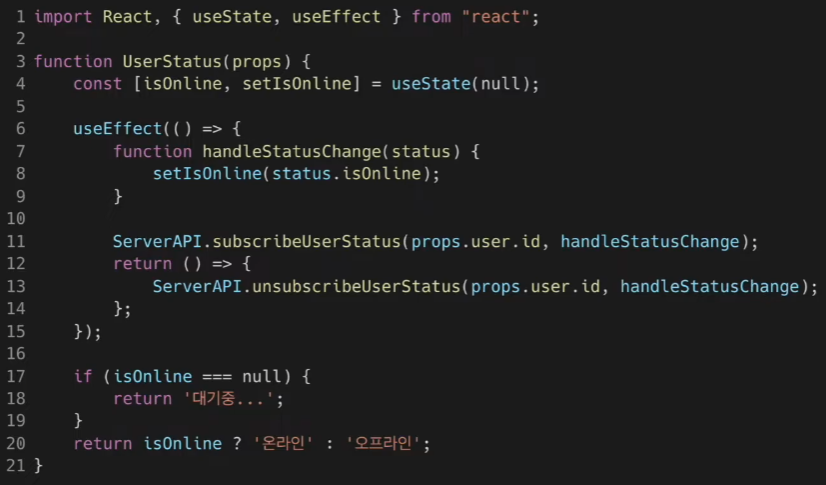 1 import React, { useState, useEffect } from "react";
2
3 function UserStatus(props) {
4     const [isOnline, setIsOnline] = useState(null);
5
6     useEffect(() => {
7         function handleStatusChange(status) {
8             setIsOnline(status.isOnline);
9         }
10
11         ServerAPI.subscribeUserStatus(props.user.id, handleStatusChange);
12         return () => {
13             ServerAPI.unsubscribeUserStatus(props.user.id, handleStatusChange);
14         };
15     });
16
17     if (isOnline === null) {
18         return '대기중...';
19     }
20     return isOnline ? '온라인' : '오프라인';
21 }